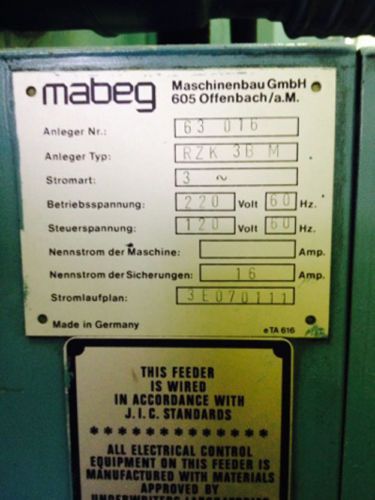 mabeg Maschinenbau GmbH
605 Offenbach/a.M.
Anleger Nr.: 63 016
Anleger Typ: RZK 3B M
Stromart: 3 ~
Betriebsspannung: 220 Volt 60 Hz.
Steuerspannung: 120 Volt 60 Hz.
Nennstrom der Maschine: Amp.
Nennstrom der Sicherungen: 16 Amp.
Stromlaufplan: 3E070111
Made in Germany eTA 616
THIS FEEDER
IS WIRED
IN ACCORDANCE WITH
J.I.C. STANDARDS
* * * * * * * * * * * * *
ALL ELECTRICAL CONTROL
EQUIPMENT ON THIS FEEDER IS
MANUFACTURED WITH MATERIALS
APPROVED BY
UNDERWRITERS LABORATORIES